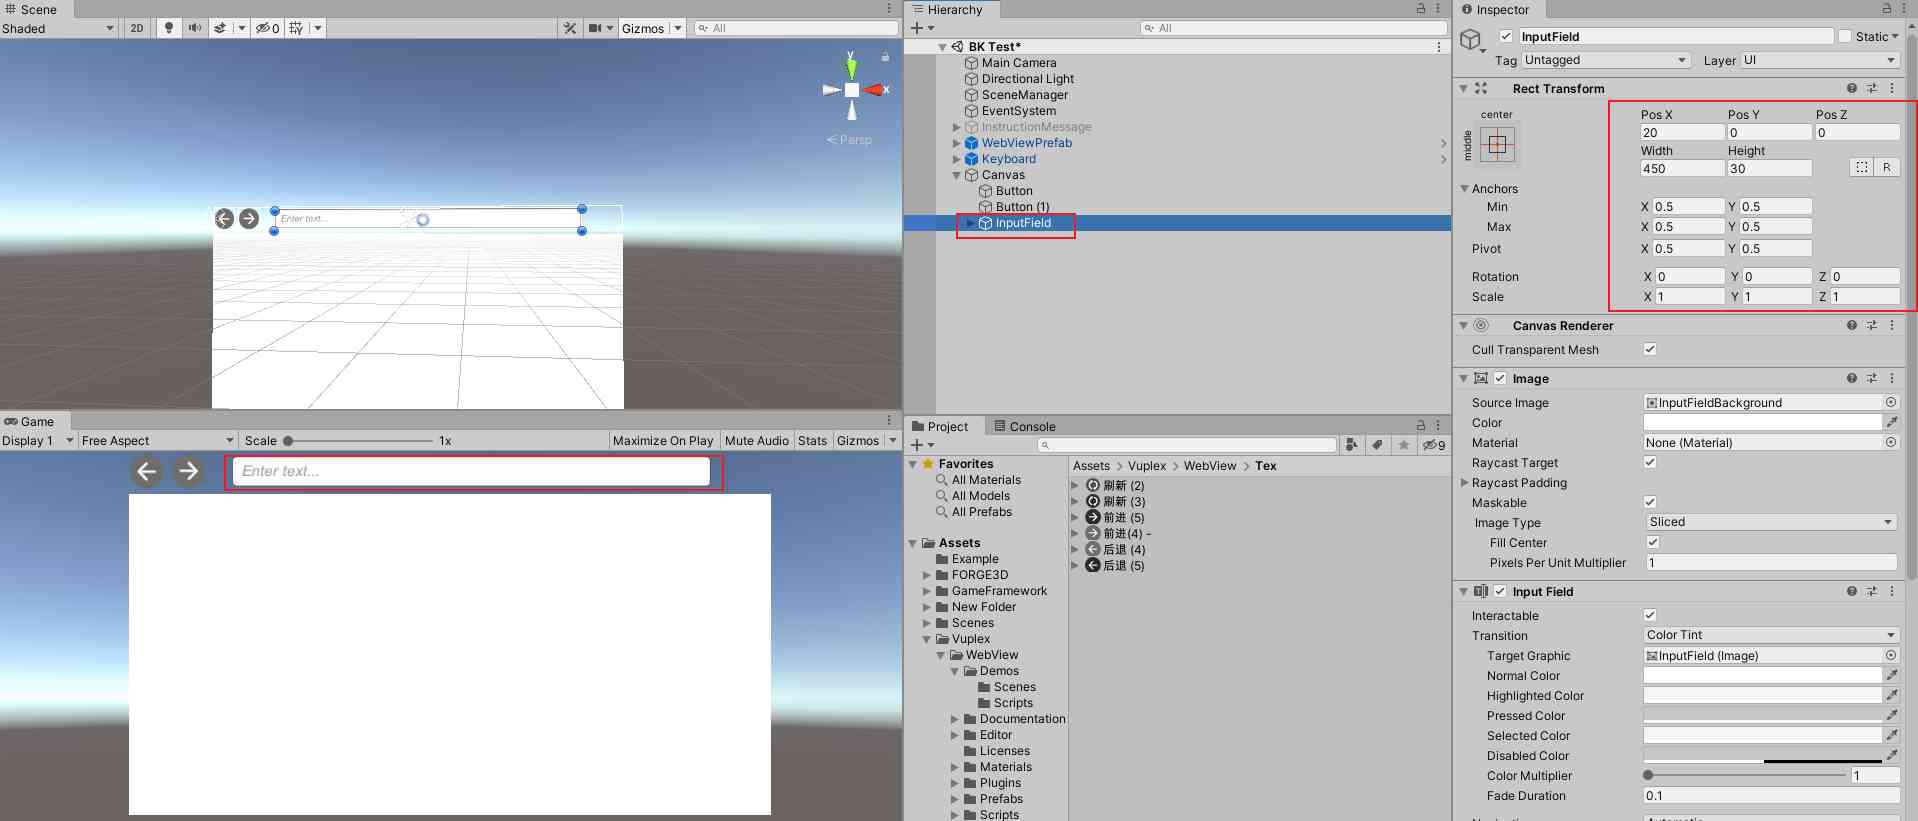 Scene
Shaded
2D
0
Gizmos
All
y
x
Persp
Enter text...
Game
Display 1
Free Aspect
Scale
1x
Maximize On Play
Mute Audio
Stats
Gizmos
Enter text...
Hierarchy
All
BK Test*
Main Camera
Directional Light
SceneManager
EventSystem
InstructionMessage
WebViewPrefab
Keyboard
Canvas
Button
Button (1)
InputField
Project
Console
9
Favorites
All Materials
All Models
All Prefabs
Assets
Example
FORGE3D
GameFramework
New Folder
Scenes
Vuplex
WebView
Demos
Scenes
Scripts
Documentation
Editor
Licenses
Materials
Plugins
Prefabs
Scripts
Assets > Vuplex > WebView > Tex
刷新 (2)
刷新 (3)
前进 (5)
前进(4) -
后退 (4)
后退 (5)
Inspector
InputField
Static
Tag Untagged
Layer UI
Rect Transform
center
middle
Pos X Pos Y Pos Z
20 0 0
Width Height
450 30
R
Anchors
Min X 0.5 Y 0.5
Max X 0.5 Y 0.5
Pivot X 0.5 Y 0.5
Rotation X 0 Y 0 Z 0
Scale X 1 Y 1 Z 1
Canvas Renderer
Cull Transparent Mesh
Image
Source Image InputFieldBackground
Color
Material None (Material)
Raycast Target
Raycast Padding
Maskable
Image Type Sliced
Fill Center
Pixels Per Unit Multiplier 1
Input Field
Interactable
Transition Color Tint
Target Graphic InputField (Image)
Normal Color
Highlighted Color
Pressed Color
Selected Color
Disabled Color
Color Multiplier 1
Fade Duration 0.1